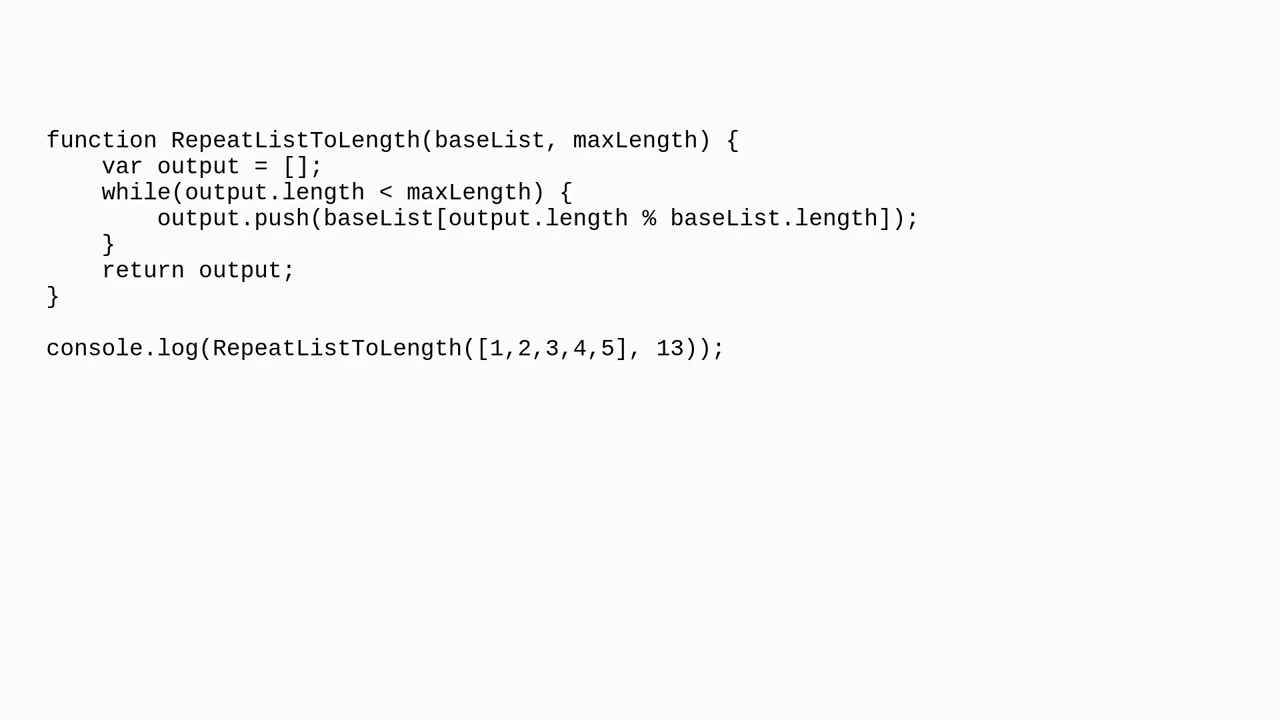 function RepeatListToLength(baseList, maxLength) {
    var output = [];
    while(output.length < maxLength) {
        output.push(baseList[output.length % baseList.length]);
    }
    return output;
}

console.log(RepeatListToLength([1,2,3,4,5], 13));